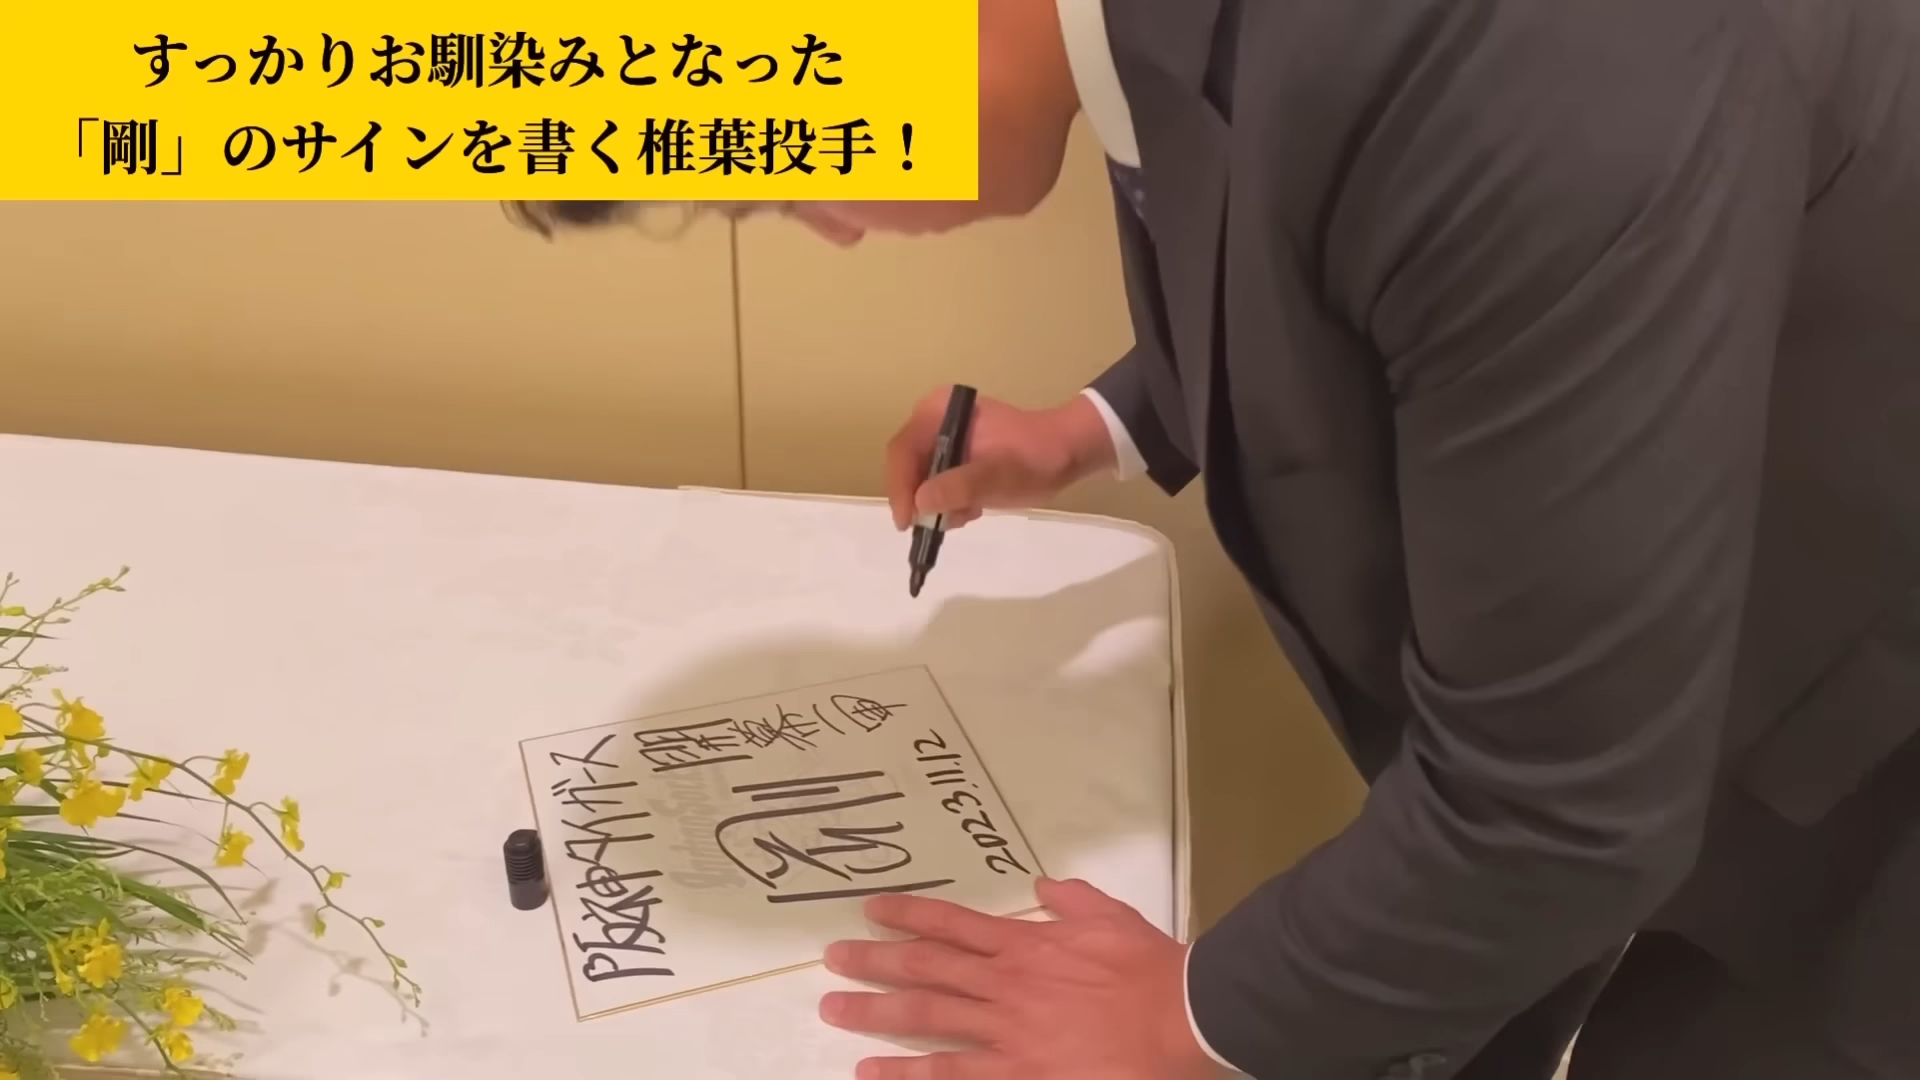 すっかりお馴染みとなった
「剛」のサインを書く椎葉投手！
阪神タイガース
剛
2023.11.12